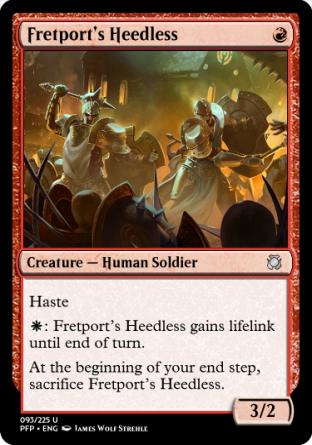 Fretport's Heedless
Creature — Human Soldier
Haste
: Fretport's Heedless gains lifelink
until end of turn.
At the beginning of your end step,
sacrifice Fretport's Heedless.
3/2
093/225 U
PFP • ENG James Wolf Strehle